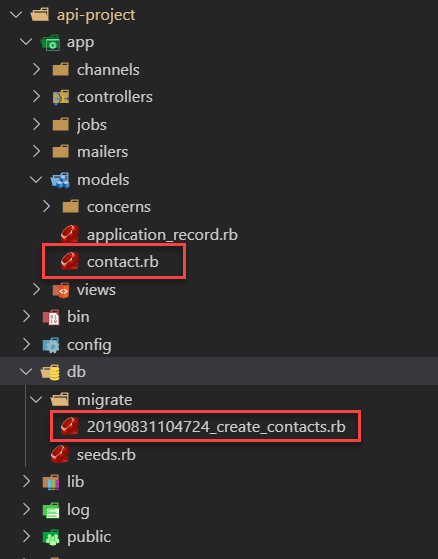 api-project
app
channels
controllers
jobs
mailers
models
concerns
application_record.rb
contact.rb
views
bin
config
db
migrate
20190831104724_create_contacts.rb
seeds.rb
lib
log
public